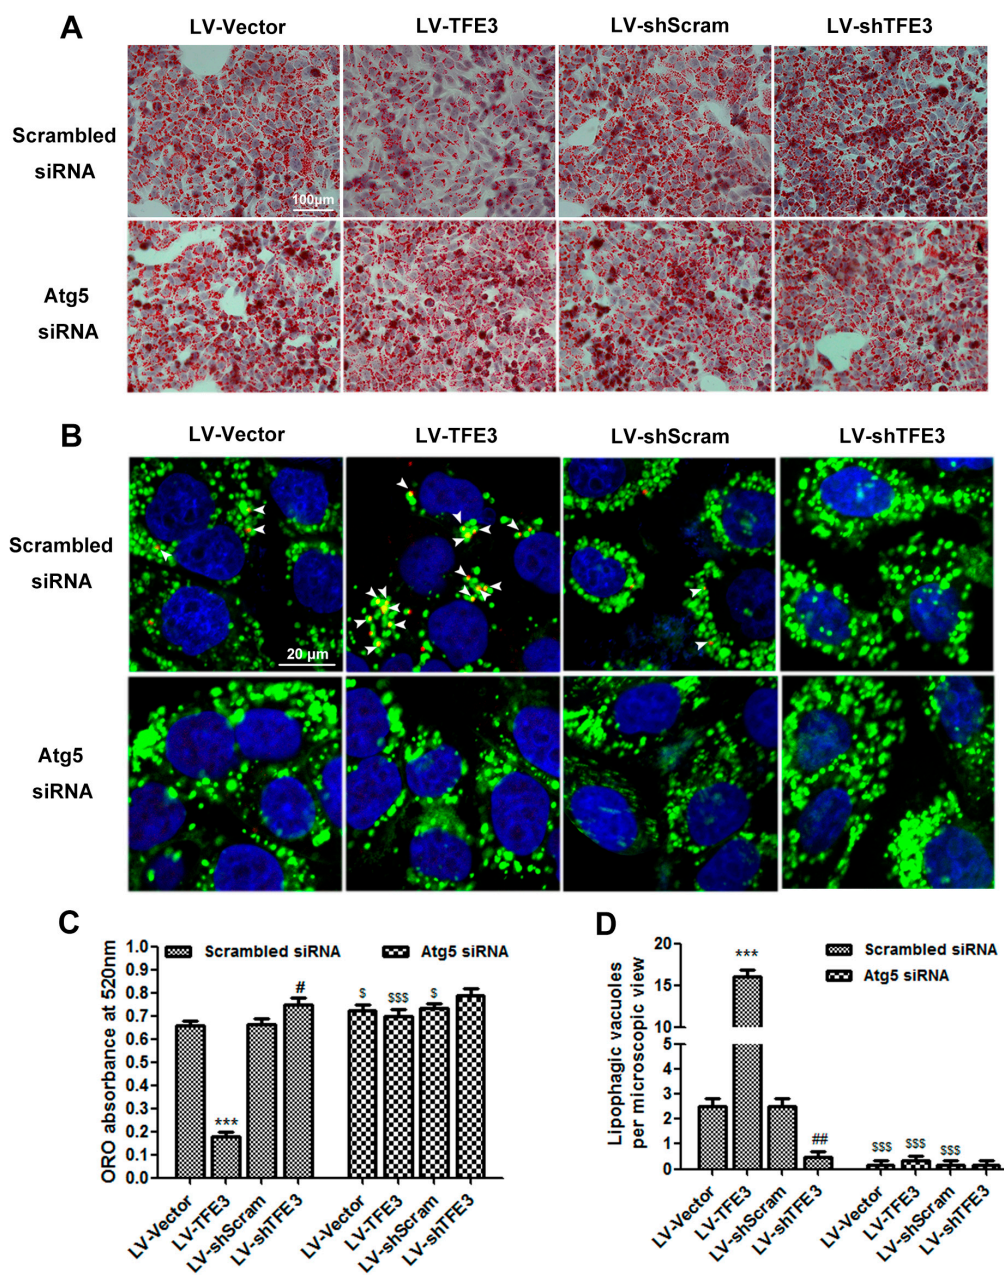 A
LV-Vector
LV-TFE3
LV-shScram
LV-shTFE3
Scrambled
siRNA
100μm
Atg5
siRNA
B
LV-Vector
LV-TFE3
LV-shScram
LV-shTFE3
Scrambled
siRNA
20 μm
Atg5
siRNA
C
ORO absorbance at 520nm
1.0
0.9
0.8
0.7
0.6
0.5
0.4
0.3
0.2
0.1
0.0
Scrambled siRNA
Atg5 siRNA
***
#
$
$$$
$
LV-Vector
LV-TFE3
LV-shScram
LV-shTFE3
LV-Vector
LV-TFE3
LV-shScram
LV-shTFE3
D
Lipophagic vacuoles
per microscopic view
20
15
10
5
4
3
2
1
0
Scrambled siRNA
Atg5 siRNA
***
##
$$$
$$$
$$$
LV-Vector
LV-TFE3
LV-shScram
LV-shTFE3
LV-Vector
LV-TFE3
LV-shScram
LV-shTFE3